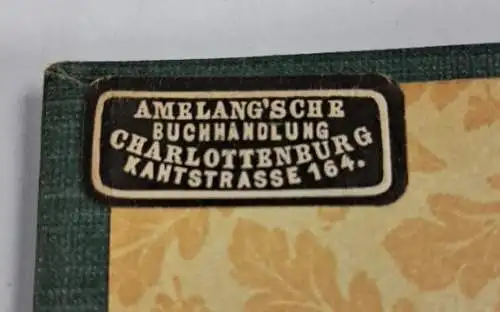 AMELANG'SCHE
BUCHHANDLUNG
CHARLOTTENBURG
KANTSTRASSE 164.